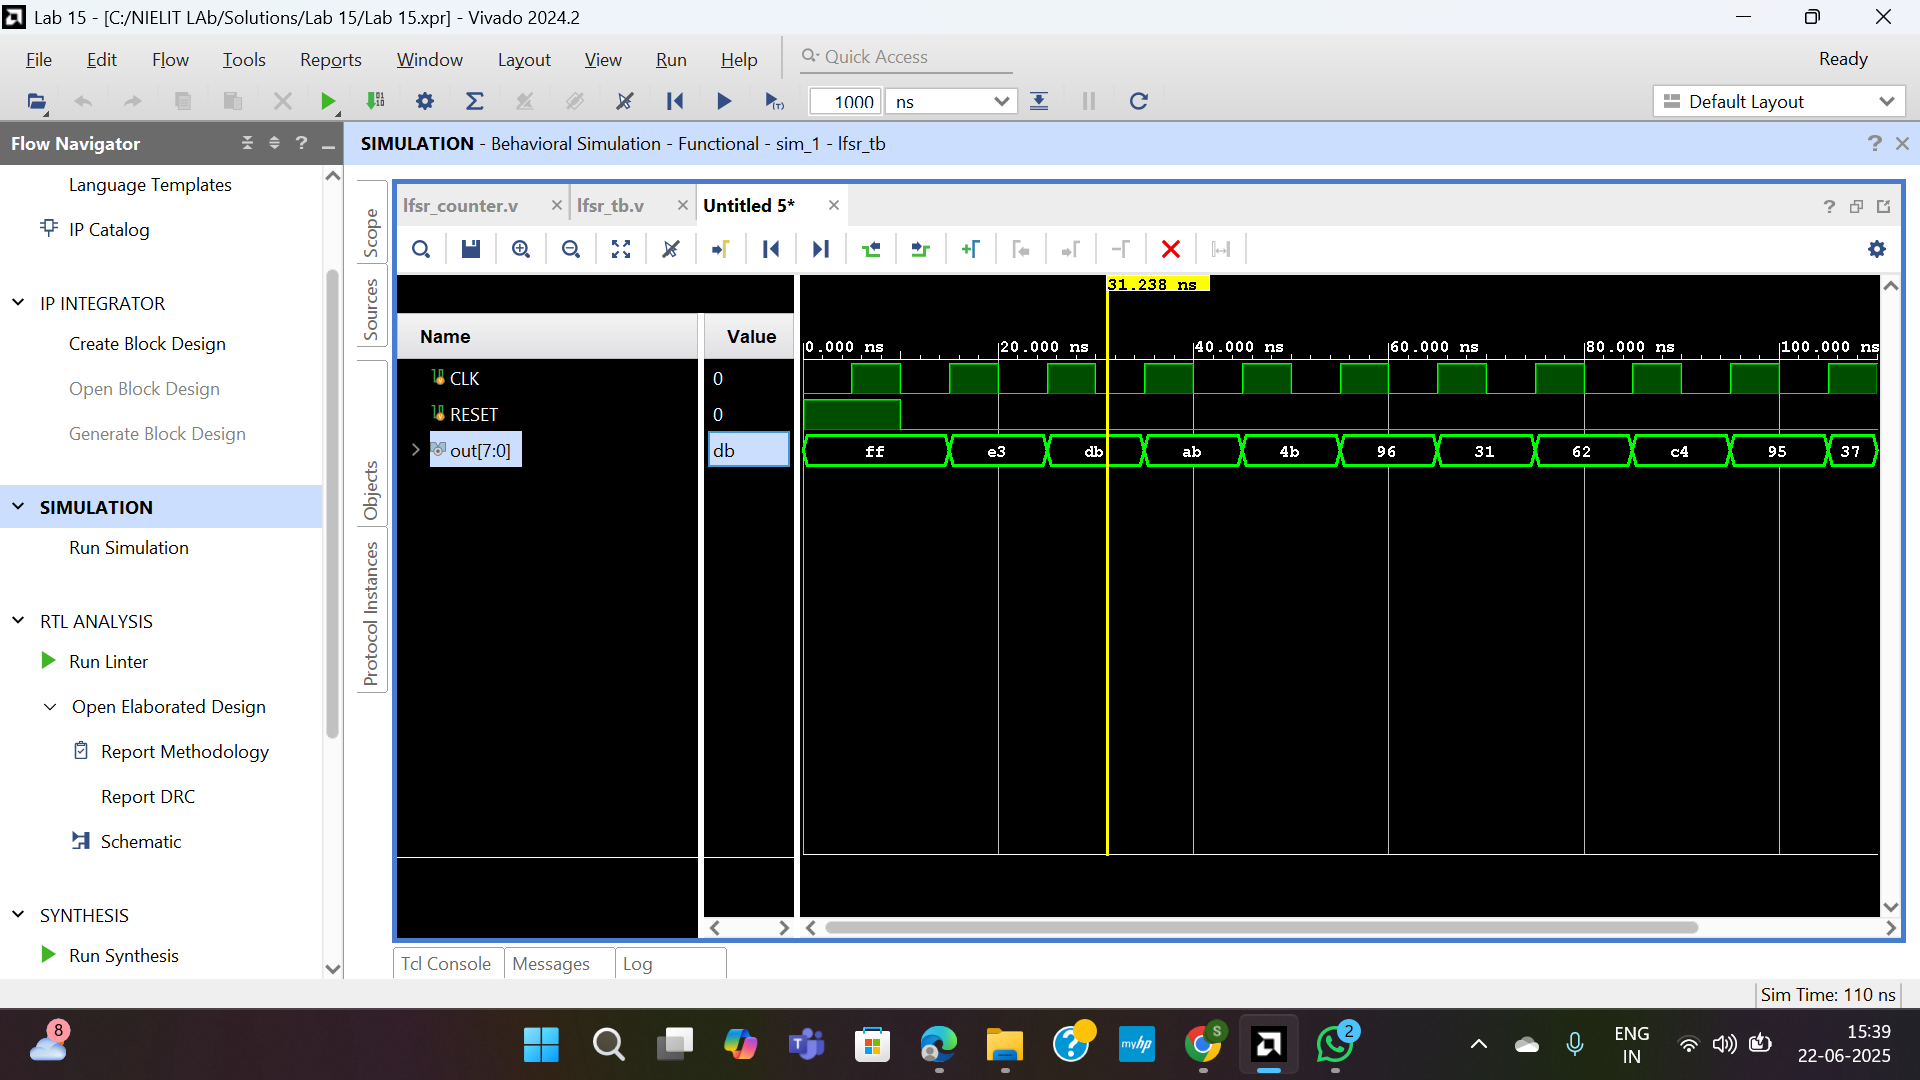 Lab 15 - [C:/NIELIT LAb/Solutions/Lab 15/Lab 15.xpr] - Vivado 2024.2
File Edit Flow Tools Reports Window Layout View Run Help Quick Access Ready
1000 ns Default Layout
Flow Navigator
SIMULATION - Behavioral Simulation - Functional - sim_1 - lfsr_tb
Language Templates
IP Catalog
IP INTEGRATOR
Create Block Design
Open Block Design
Generate Block Design
SIMULATION
Run Simulation
RTL ANALYSIS
Run Linter
Open Elaborated Design
Report Methodology
Report DRC
Schematic
SYNTHESIS
Run Synthesis
Scope
Sources
Objects
Protocol Instances
lfsr_counter.v lfsr_tb.v Untitled 5*
31.238 ns
Name Value
0.000 ns 20.000 ns 40.000 ns 60.000 ns 80.000 ns 100.000 ns
CLK 0
RESET 0
out[7:0] db ff e3 db ab 4b 96 31 62 c4 95 37
Tcl Console Messages Log
Sim Time: 110 ns
8
myhp
S
2
ENG
IN
15:39
22-06-2025